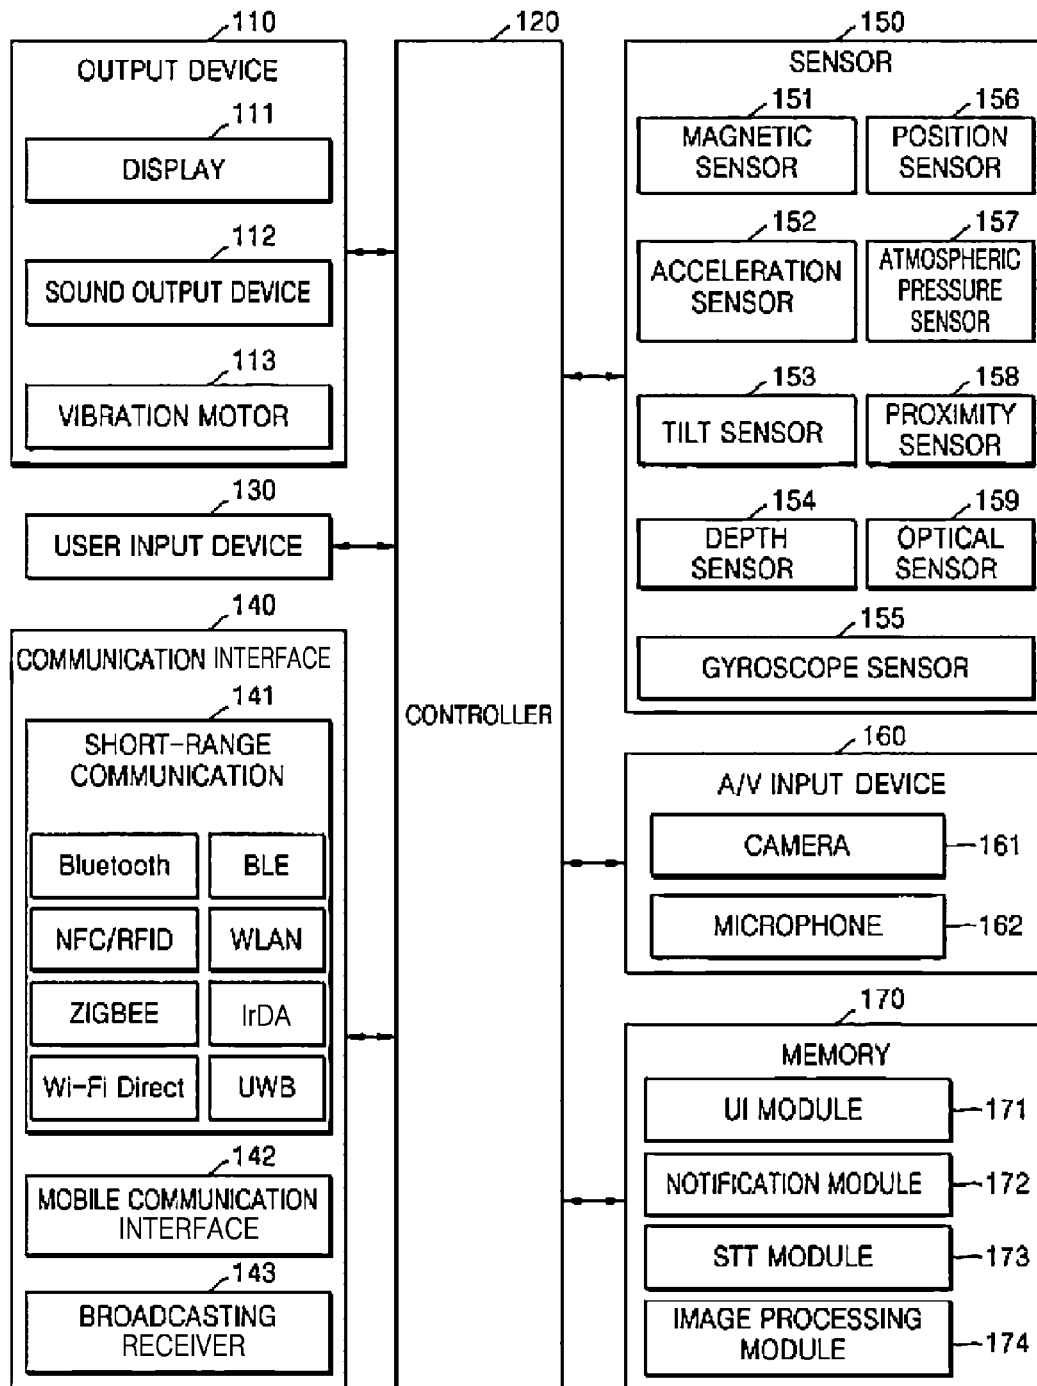 110
OUTPUT DEVICE
111
DISPLAY
112
SOUND OUTPUT DEVICE
113
VIBRATION MOTOR
130
USER INPUT DEVICE
140
COMMUNICATION INTERFACE
141
SHORT-RANGE
COMMUNICATION
Bluetooth
BLE
NFC/RFID
WLAN
ZIGBEE
IrDA
Wi-Fi Direct
UWB
142
MOBILE COMMUNICATION
INTERFACE
143
BROADCASTING
RECEIVER
120
CONTROLLER
150
SENSOR
151
MAGNETIC
SENSOR
156
POSITION
SENSOR
152
ACCELERATION
SENSOR
157
ATMOSPHERIC
PRESSURE
SENSOR
153
TILT SENSOR
158
PROXIMITY
SENSOR
154
DEPTH
SENSOR
159
OPTICAL
SENSOR
155
GYROSCOPE SENSOR
160
A/V INPUT DEVICE
CAMERA
161
MICROPHONE
162
170
MEMORY
UI MODULE
171
NOTIFICATION MODULE
172
STT MODULE
173
IMAGE PROCESSING
MODULE
174